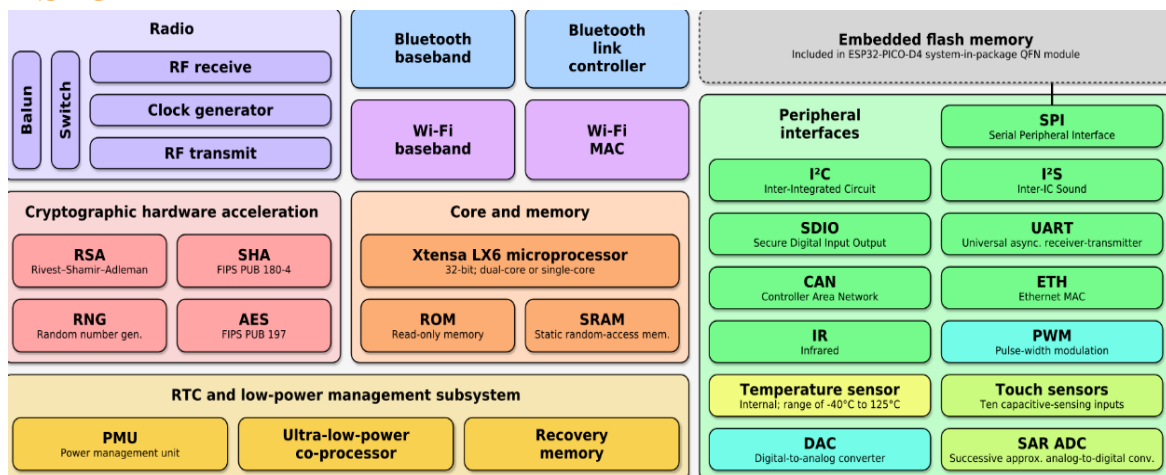 Radio
Balun
Switch
RF receive
Clock generator
RF transmit
Bluetooth
baseband
Bluetooth
link
controller
Wi-Fi
baseband
Wi-Fi
MAC
Embedded flash memory
Included in ESP32-PICO-D4 system-in-package QFN module
Cryptographic hardware acceleration
RSA
Rivest–Shamir–Adleman
SHA
FIPS PUB 180-4
RNG
Random number gen.
AES
FIPS PUB 197
Core and memory
Xtensa LX6 microprocessor
32-bit; dual-core or single-core
ROM
Read-only memory
SRAM
Static random-access mem.
RTC and low-power management subsystem
PMU
Power management unit
Ultra-low-power
co-processor
Recovery
memory
Peripheral
interfaces
SPI
Serial Peripheral Interface
I²C
Inter-Integrated Circuit
I²S
Inter-IC Sound
SDIO
Secure Digital Input Output
UART
Universal async. receiver-transmitter
CAN
Controller Area Network
ETH
Ethernet MAC
IR
Infrared
PWM
Pulse-width modulation
Temperature sensor
Internal; range of -40°C to 125°C
Touch sensors
Ten capacitive-sensing inputs
DAC
Digital-to-analog converter
SAR ADC
Successive approx. analog-to-digital conv.